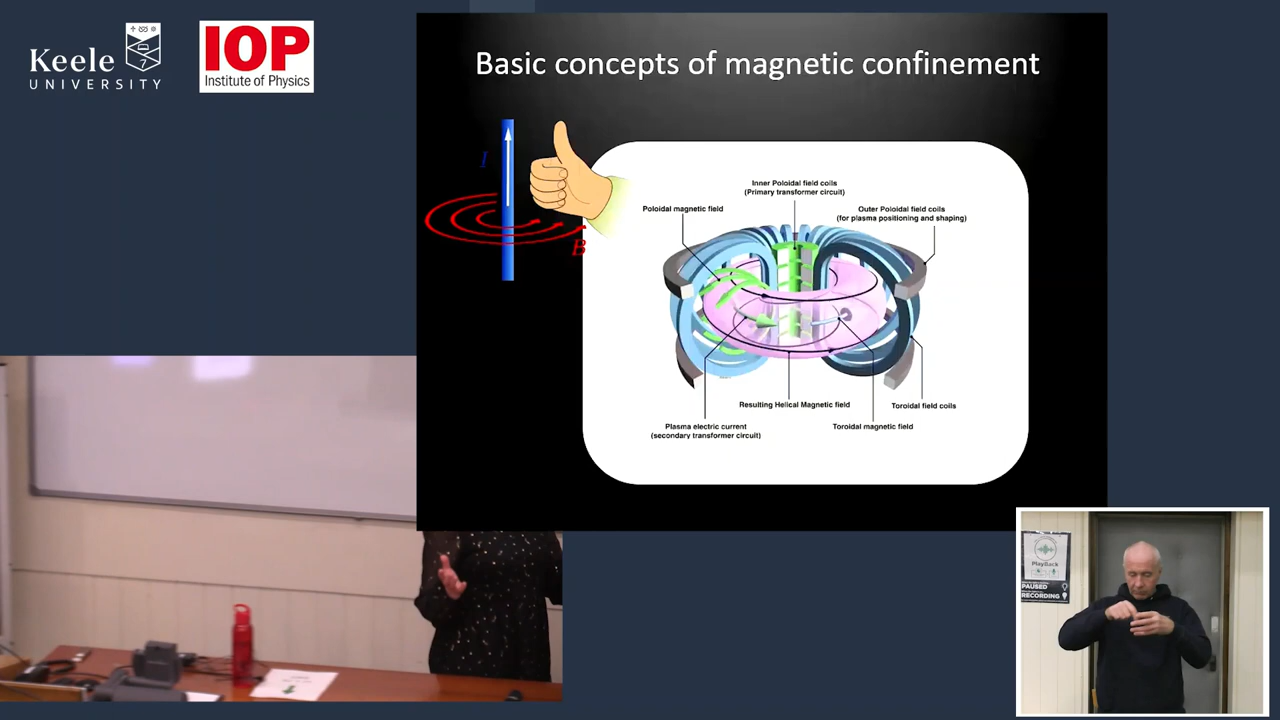 Keele
UNIVERSITY
IOP
Institute of Physics
Basic concepts of magnetic confinement
I
B
Inner Poloidal field coils
(Primary transformer circuit)
Poloidal magnetic field
Outer Poloidal field coils
(for plasma positioning and shaping)
Resulting Helical Magnetic field
Toroidal field coils
Plasma electric current
(secondary transformer circuit)
Toroidal magnetic field
PlayBack
PAUSED
RECORDING